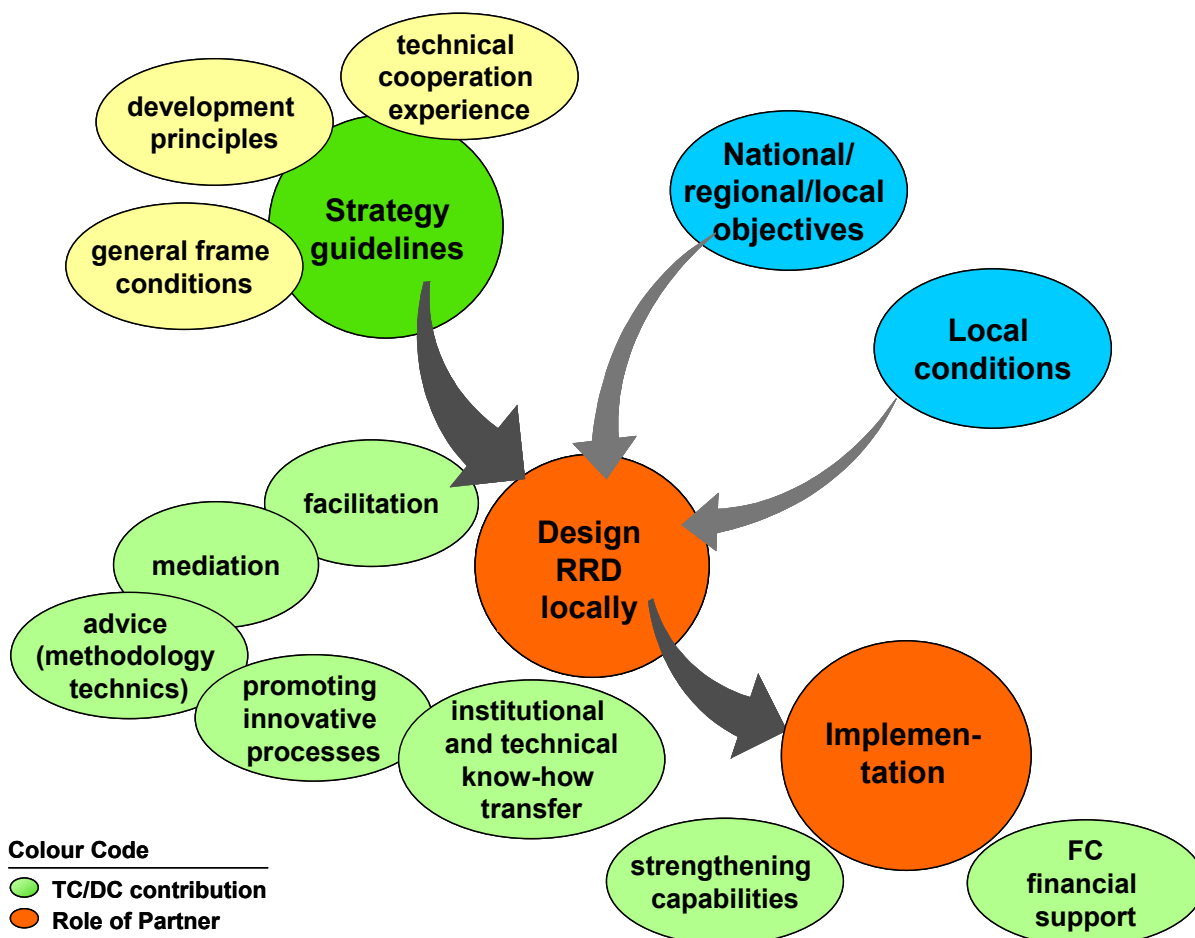 technical
cooperation
experience
development
principles
general frame
conditions
Strategy
guidelines
National/
regional/local
objectives
Local
conditions
facilitation
mediation
advice
(methodology
technics)
promoting
innovative
processes
institutional
and technical
know-how
transfer
Design
RRD
locally
Implemen-
tation
strengthening
capabilities
FC
financial
support
Colour Code
TC/DC contribution
Role of Partner